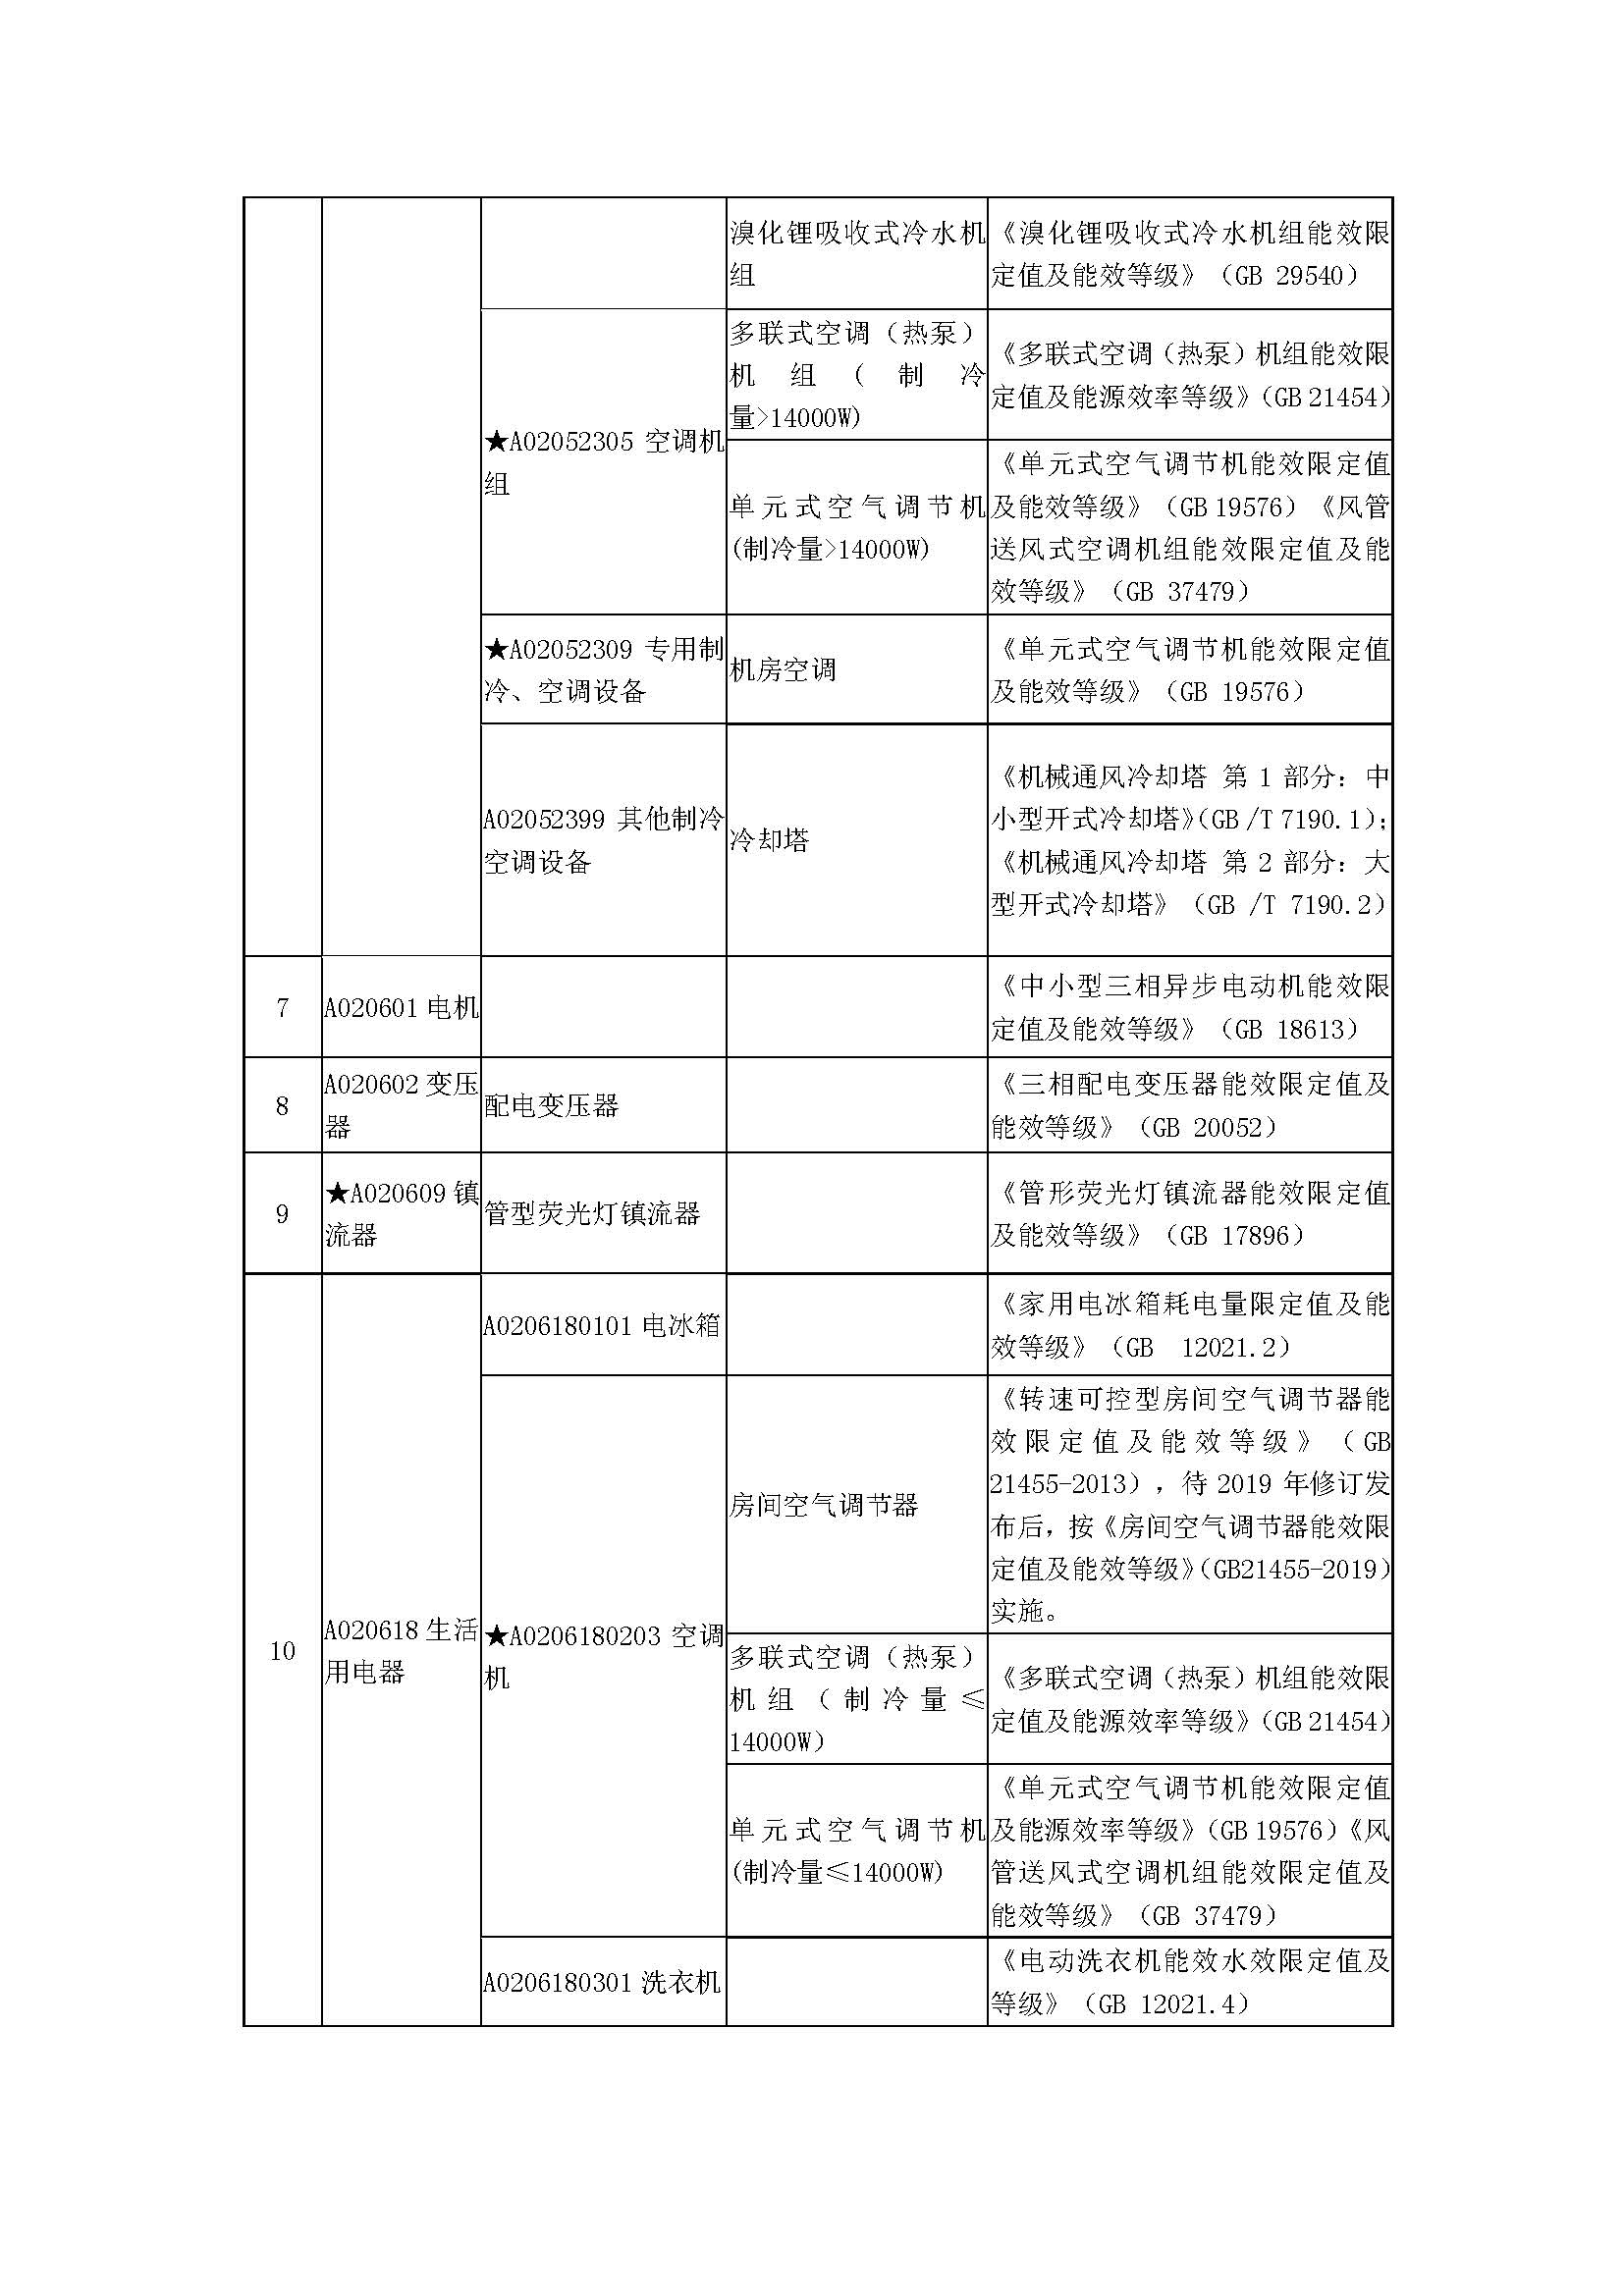 溴化锂吸收式冷水机
组
《溴化锂吸收式冷水机组能效限
定值及能效等级》（GB 29540）
★A02052305 空调机
组
多联式空调（热泵）
机组(制冷
量>14000W)
《多联式空调（热泵）机组能效限
定值及能源效率等级》（GB 21454）
单元式空气调节机
(制冷量>14000W)
《单元式空气调节机能效限定值
及能效等级》（GB 19576）《风管
送风式空调机组能效限定值及能
效等级》（GB 37479）
★A02052309 专用制
冷、空调设备
机房空调
《单元式空气调节机能效限定值
及能效等级》（GB 19576）
A02052399 其他制冷
空调设备
冷却塔
《机械通风冷却塔 第 1 部分：中
小型开式冷却塔》（GB /T 7190.1）；
《机械通风冷却塔 第 2 部分：大
型开式冷却塔》（GB /T 7190.2）
7
A020601 电机
《中小型三相异步电动机能效限
定值及能效等级》（GB 18613）
8
A020602 变压
器
配电变压器
《三相配电变压器能效限定值及
能效等级》（GB 20052）
9
★A020609 镇
流器
管型荧光灯镇流器
《管形荧光灯镇流器能效限定值
及能效等级》（GB 17896）
10
A020618 生活
用电器
A0206180101 电冰箱
《家用电冰箱耗电量限定值及能
效等级》（GB 12021.2）
★A0206180203 空调
机
房间空气调节器
《转速可控型房间空气调节器能
效限定值及能效等级》（GB
21455-2013），待 2019 年修订发
布后，按《房间空气调节器能效限
定值及能效等级》（GB21455-2019）
实施。
多联式空调（热泵）
机组（制冷量≤
14000W）
《多联式空调（热泵）机组能效限
定值及能源效率等级》（GB 21454）
单元式空气调节机
(制冷量≤14000W)
《单元式空气调节机能效限定值
及能源效率等级》（GB 19576）《风
管送风式空调机组能效限定值及
能效等级》（GB 37479）
A0206180301 洗衣机
《电动洗衣机能效水效限定值及
等级》（GB 12021.4）